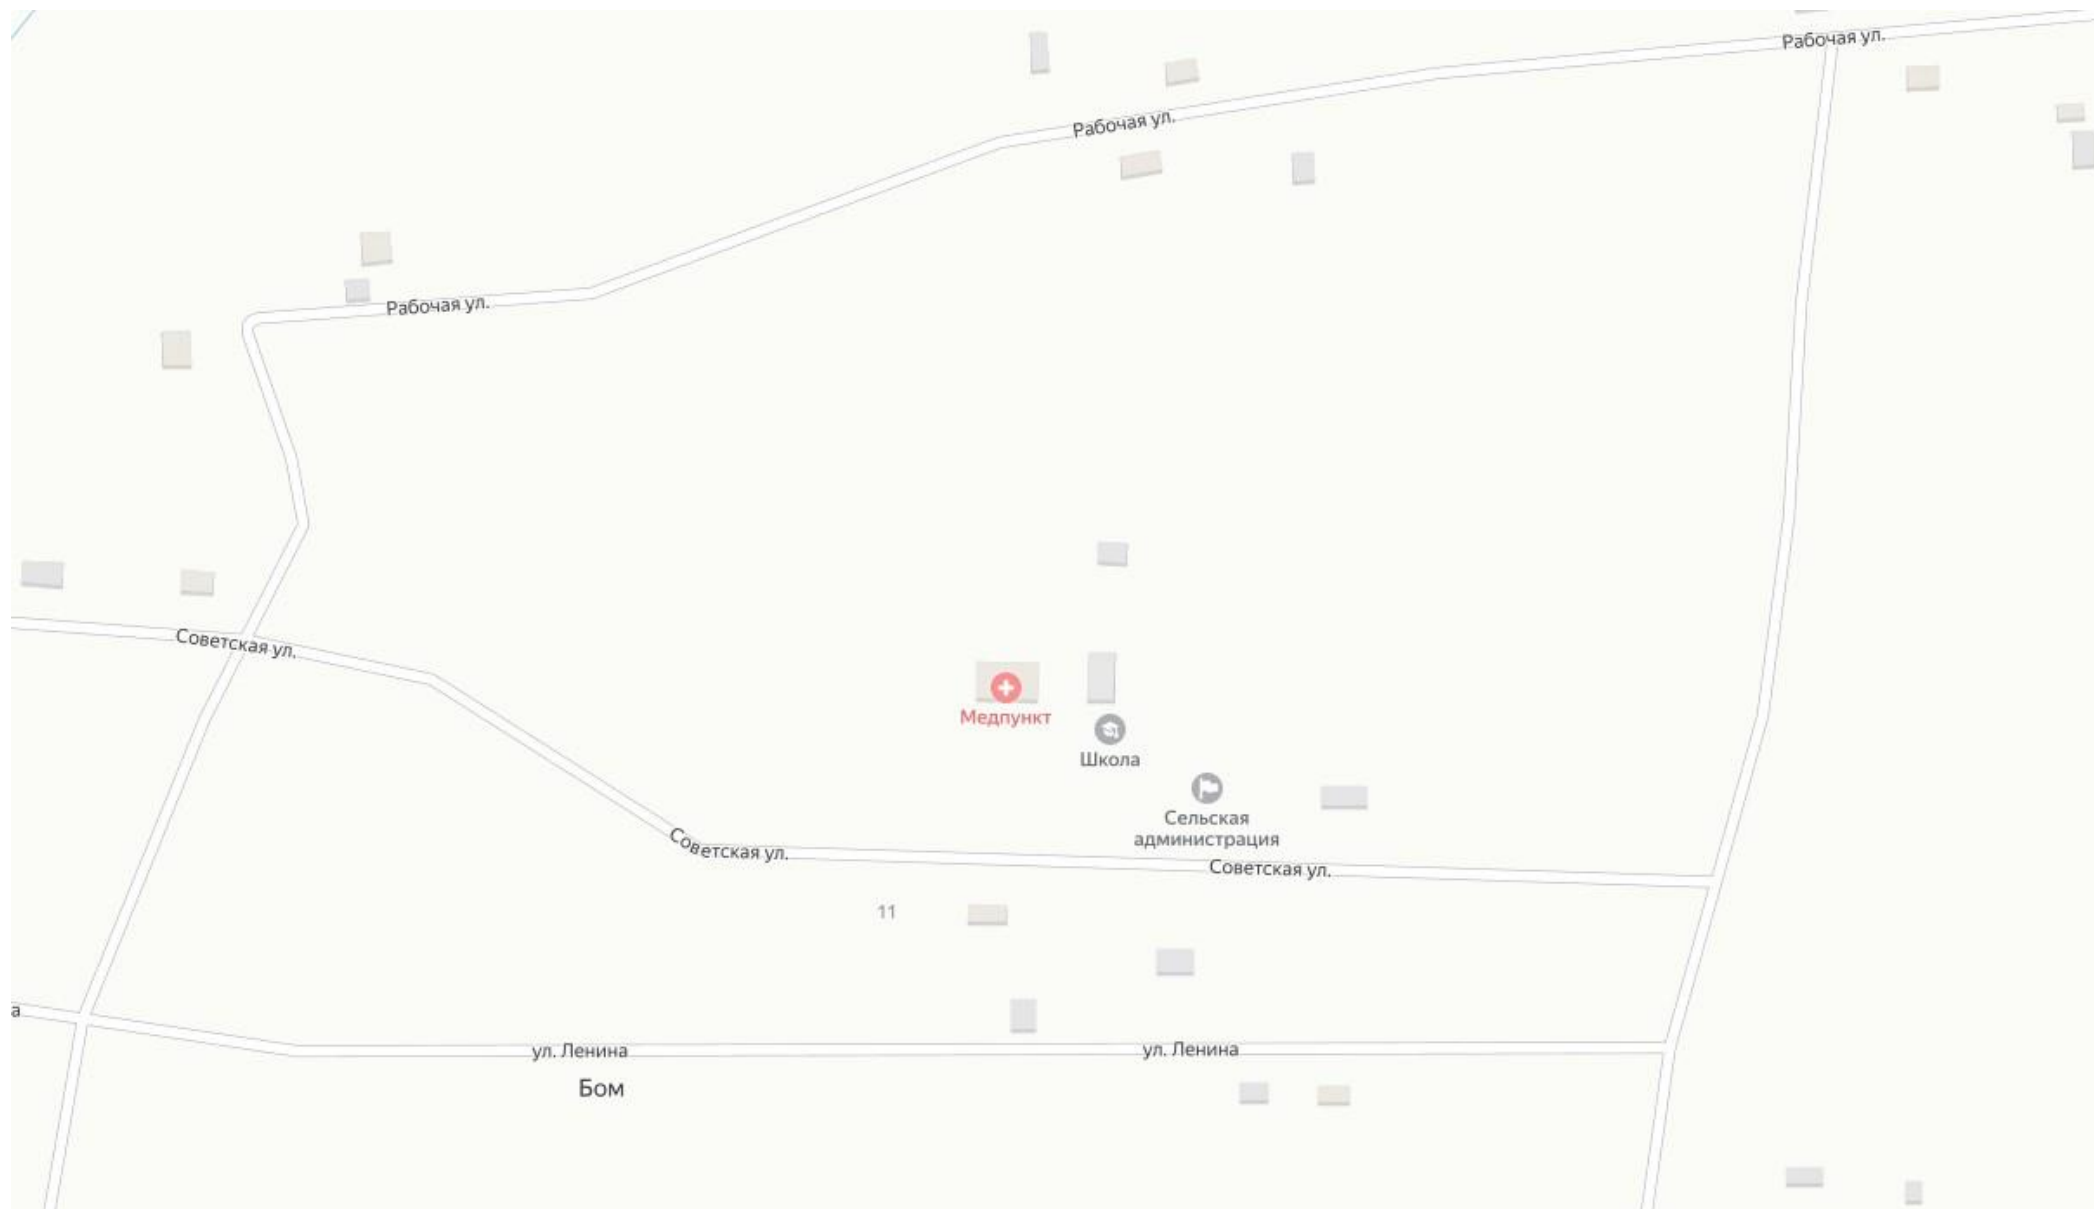 Рабочая ул.
Рабочая ул.
Рабочая ул.
Советская ул.
Медпункт
Школа
Сельская
администрация
Советская ул.
Советская ул.
11
а
ул. Ленина
ул. Ленина
Бом